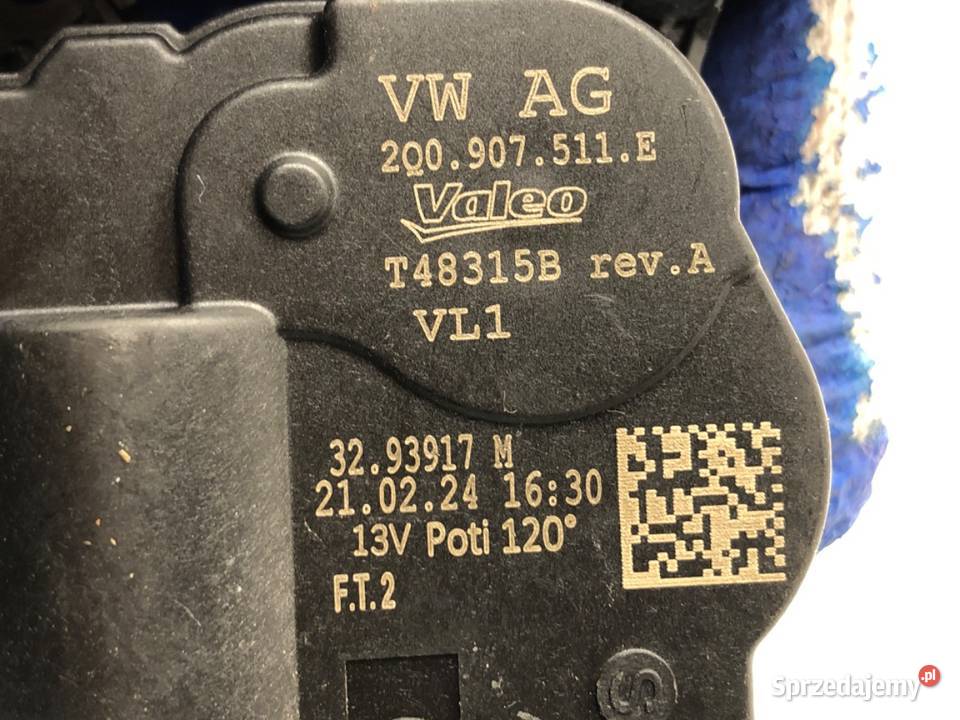 VW AG
2Q0.907.511.E
Valeo
T48315B rev.A
VL1
32.93917 M
21.02.24 16:30
13V Poti 120°
F.T.2
Sprzedajemy.pl